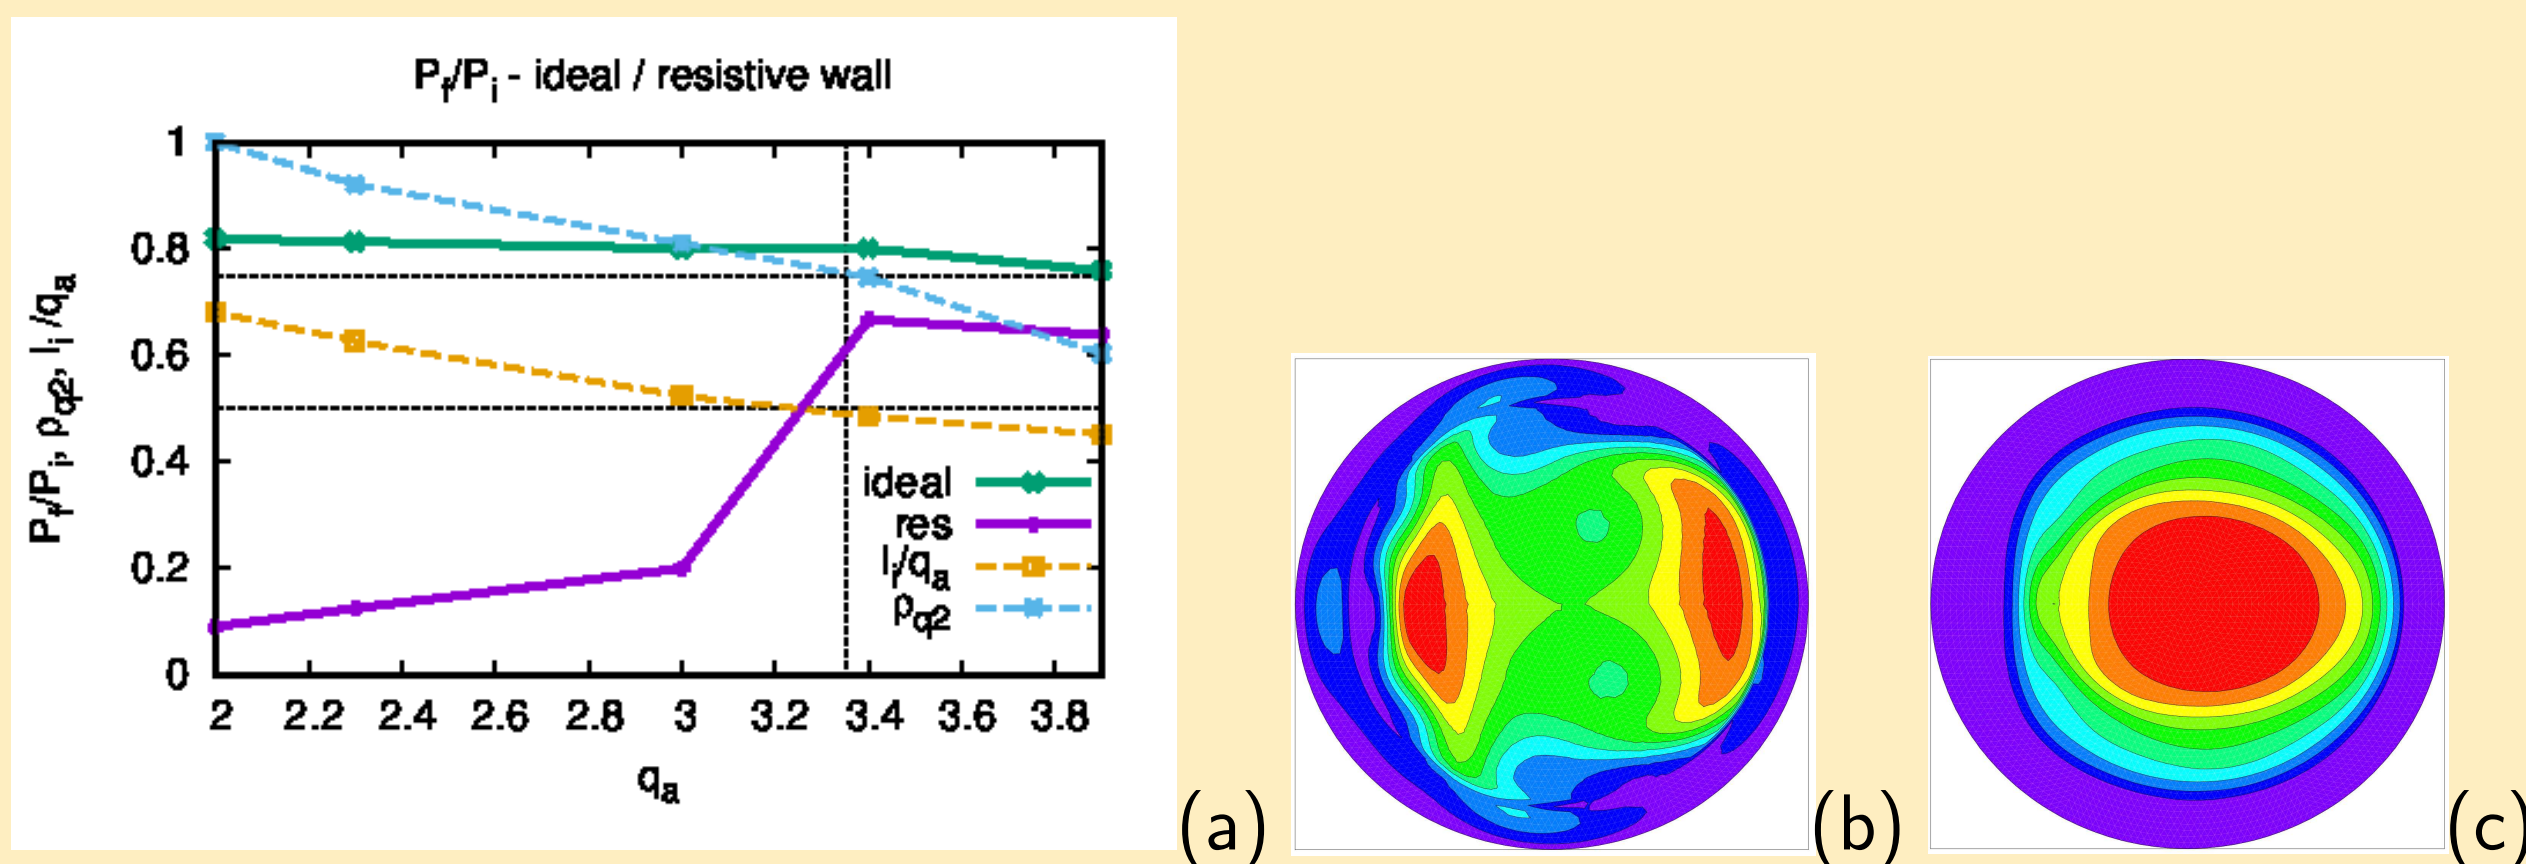 Pf/Pi - ideal / resistive wall
Pf/Pi, ρq2, li /qa
1
0.8
0.6
0.4
0.2
0
ideal
res
li/qa
ρq2
2 2.2 2.4 2.6 2.8 3 3.2 3.4 3.6 3.8
qa
(a)
(b)
(c)